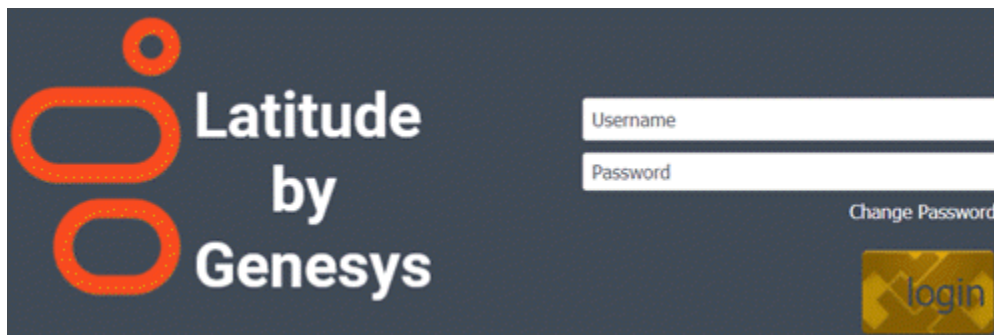 Latitude
by
Genesys
Username
Password
Change Password
login